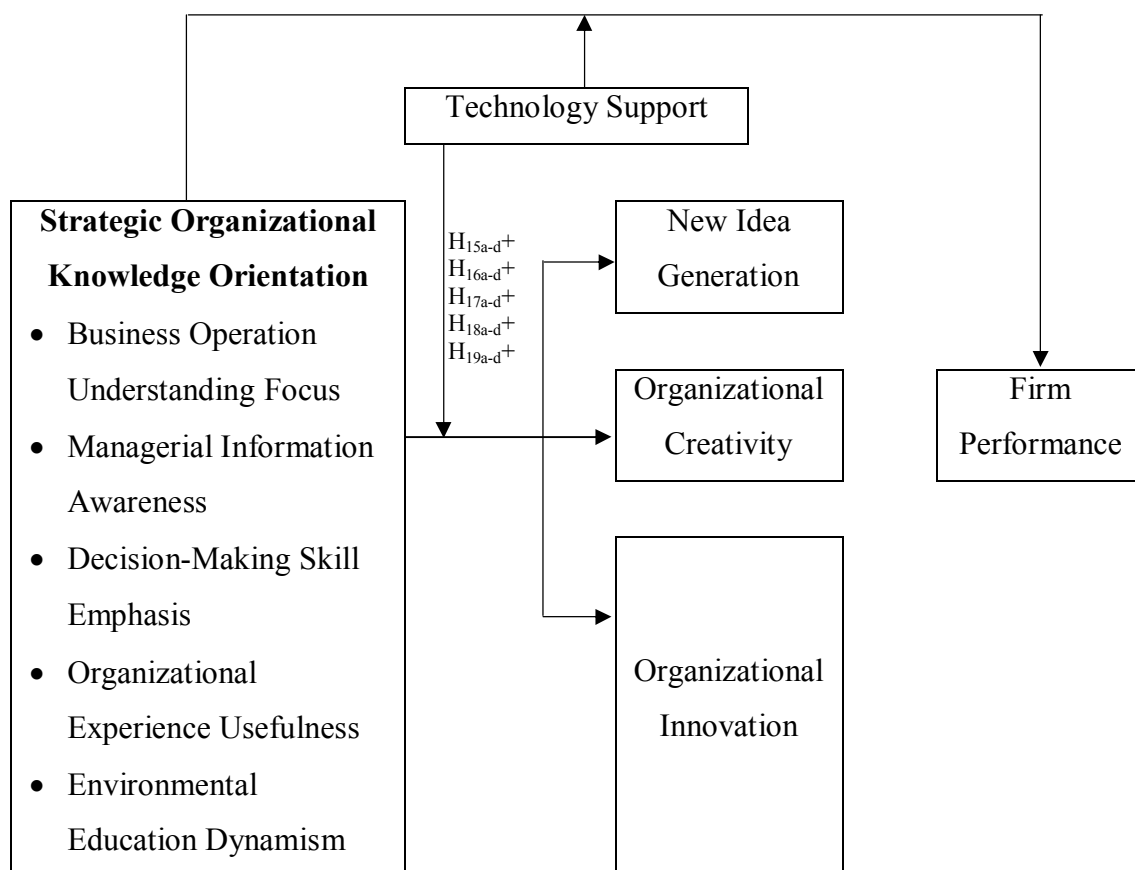 Technology Support
Strategic Organizational
Knowledge Orientation
• Business Operation
Understanding Focus
• Managerial Information
Awareness
• Decision-Making Skill
Emphasis
• Organizational
Experience Usefulness
• Environmental
Education Dynamism
H15a-d+
H16a-d+
H17a-d+
H18a-d+
H19a-d+
New Idea
Generation
Organizational
Creativity
Organizational
Innovation
Firm
Performance